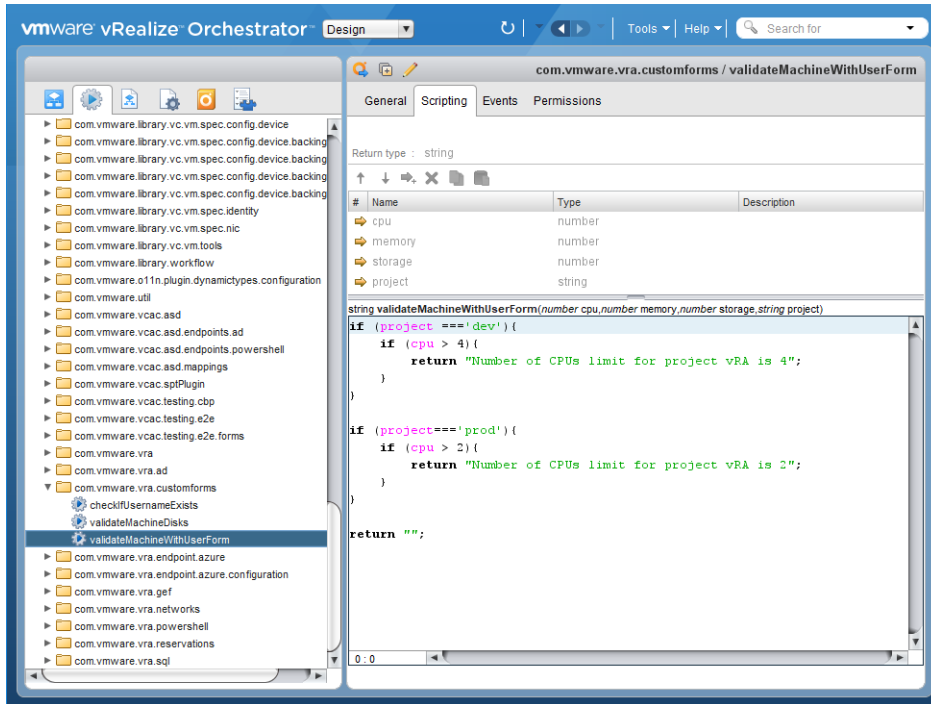 vmware vRealize™ Orchestrator™ Design Tools Help Search for
com.vmware.library.vc.vm.spec.config.device
com.vmware.library.vc.vm.spec.config.device.backing
com.vmware.library.vc.vm.spec.config.device.backing
com.vmware.library.vc.vm.spec.config.device.backing
com.vmware.library.vc.vm.spec.config.device.backing
com.vmware.library.vc.vm.spec.identity
com.vmware.library.vc.vm.spec.nic
com.vmware.library.vc.vm.tools
com.vmware.library.workflow
com.vmware.o11n.plugin.dynamictypes.configuration
com.vmware.util
com.vmware.vcac.asd
com.vmware.vcac.asd.endpoints.ad
com.vmware.vcac.asd.endpoints.powershell
com.vmware.vcac.asd.mappings
com.vmware.vcac.sptPlugin
com.vmware.vcac.testing.cbp
com.vmware.vcac.testing.e2e
com.vmware.vcac.testing.e2e.forms
com.vmware.vra
com.vmware.vra.ad
com.vmware.vra.customforms
checkIfUsernameExists
validateMachineDisks
validateMachineWithUserForm
com.vmware.vra.endpoint.azure
com.vmware.vra.endpoint.azure.configuration
com.vmware.vra.gef
com.vmware.vra.networks
com.vmware.vra.powershell
com.vmware.vra.reservations
com.vmware.vra.sql
com.vmware.vra.customforms / validateMachineWithUserForm
General Scripting Events Permissions
Return type : string
# Name Type Description
cpu number
memory number
storage number
project string
string validateMachineWithUserForm(number cpu,number memory,number storage,string project)
if (project ==='dev'){
if (cpu > 4){
return "Number of CPUs limit for project vRA is 4";
}
}
if (project==='prod'){
if (cpu > 2){
return "Number of CPUs limit for project vRA is 2";
}
}
return "";
0 : 0